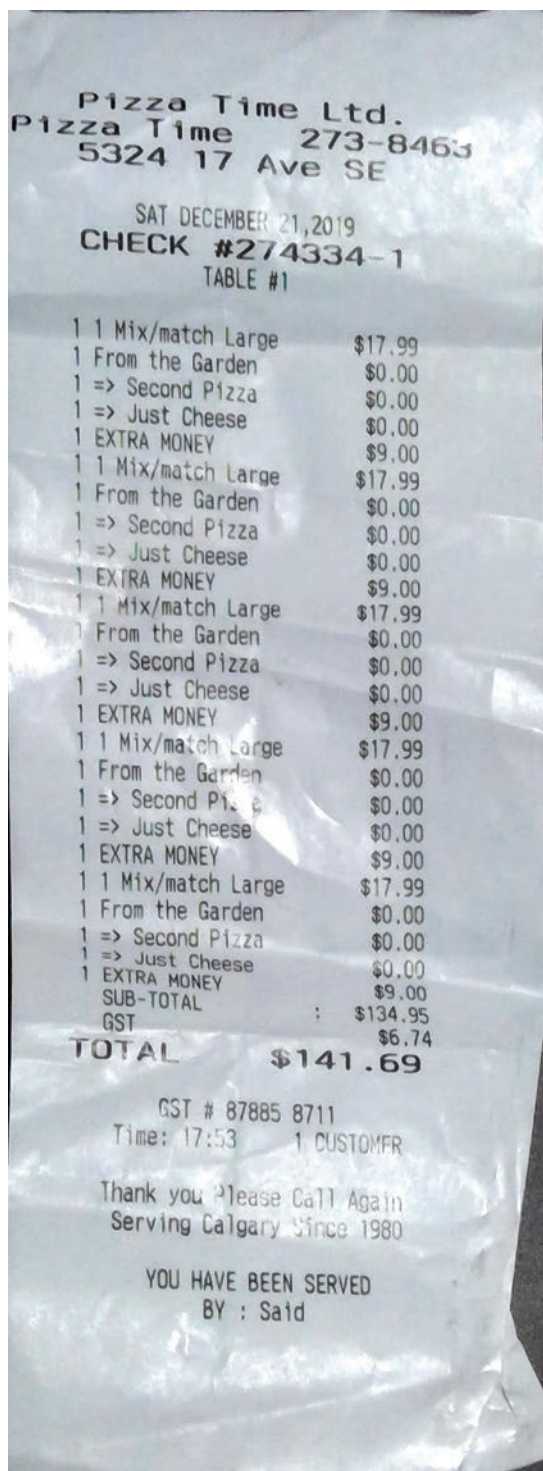 Pizza Time Ltd.
Pizza Time 273-8463
5324 17 Ave SE
SAT DECEMBER 21,2019
CHECK #274334-1
TABLE #1
1 1 Mix/match Large $17.99
1 From the Garden $0.00
1 => Second Pizza $0.00
1 => Just Cheese $0.00
1 EXTRA MONEY $9.00
1 1 Mix/match Large $17.99
1 From the Garden $0.00
1 => Second Pizza $0.00
1 => Just Cheese $0.00
1 EXTRA MONEY $9.00
1 1 Mix/match Large $17.99
1 From the Garden $0.00
1 => Second Pizza $0.00
1 => Just Cheese $0.00
1 EXTRA MONEY $9.00
1 1 Mix/match Large $17.99
1 From the Garden $0.00
1 => Second Pizza $0.00
1 => Just Cheese $0.00
1 EXTRA MONEY $9.00
1 1 Mix/match Large $17.99
1 From the Garden $0.00
1 => Second Pizza $0.00
1 => Just Cheese $0.00
1 EXTRA MONEY $9.00
SUB-TOTAL : $134.95
GST $6.74
TOTAL $141.69
GST # 87885 8711
Time: 17:53 1 CUSTOMER
Thank you Please Call Again
Serving Calgary Since 1980
YOU HAVE BEEN SERVED
BY : Said